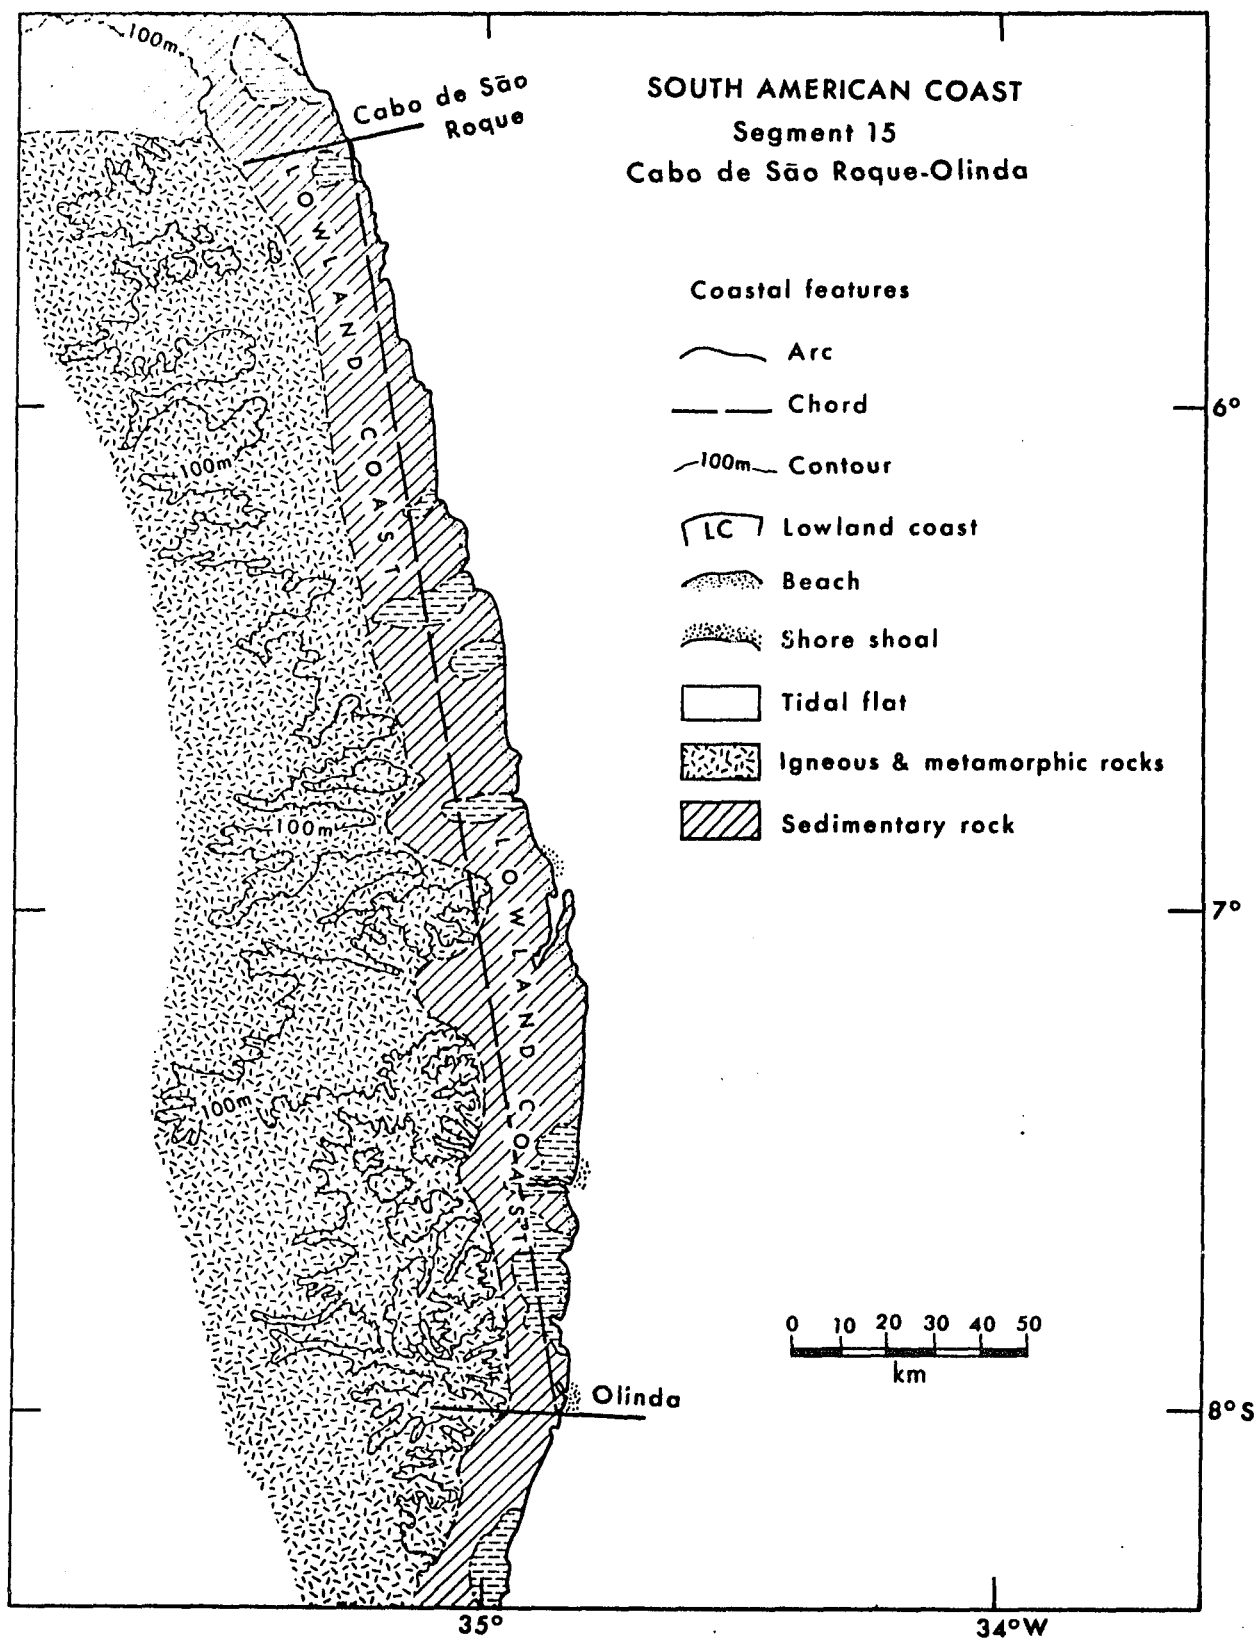 SOUTH AMERICAN COAST
Segment 15
Cabo de São Roque-Olinda
100m
Cabo de São
Roque
LOWLAND COAST
Coastal features
Arc
Chord
6°
100m
100m Contour
LC Lowland coast
Beach
Shore shoal
Tidal flat
Igneous & metamorphic rocks
Sedimentary rock
100m
LOWLAND COAST
7°
100m
0 10 20 30 40 50
km
Olinda
8°S
35°
34°W